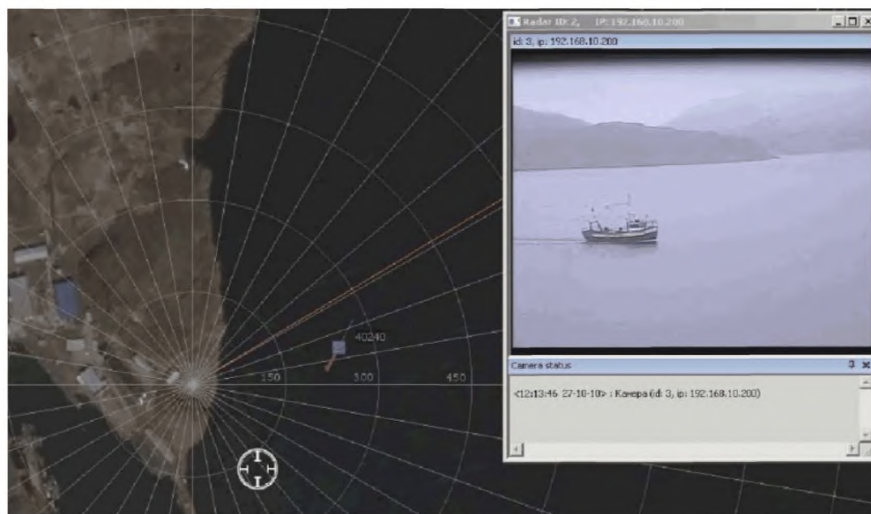 Radar ID: 2, IP: 192.168.10.200
id: 3, ip: 192.168.10.200
40240
150
300
450
Camera status
<12:13:46 27-10-10> : Камера (id: 3, ip: 192.168.10.200)